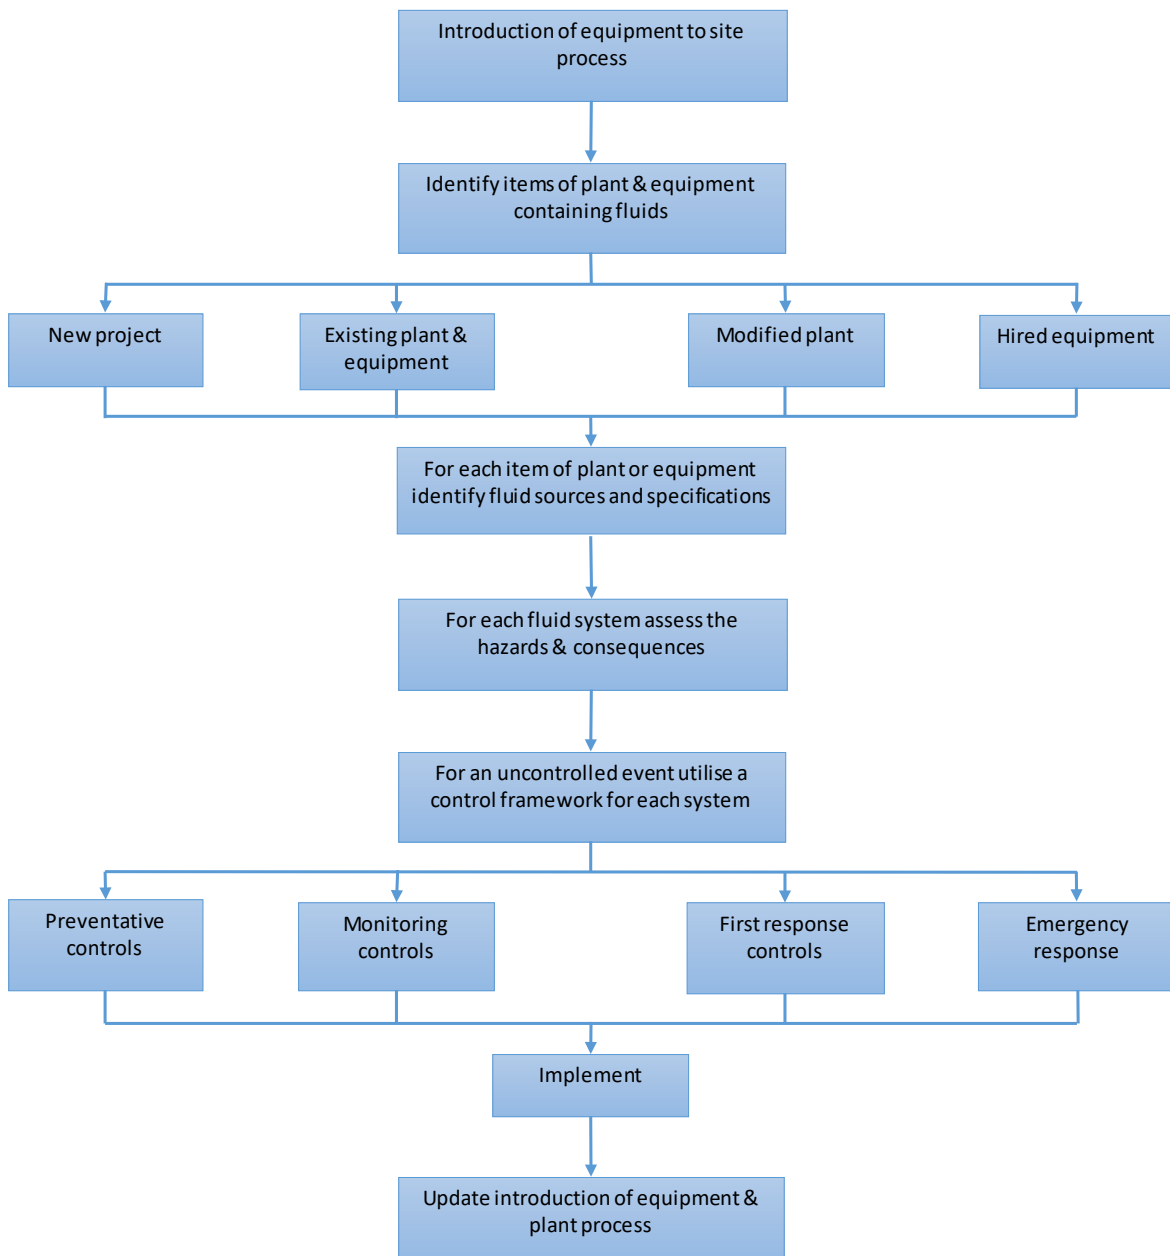 Introduction of equipment to site
process
Identify items of plant & equipment
containing fluids
New project
Existing plant &
equipment
Modified plant
Hired equipment
For each item of plant or equipment
identify fluid sources and specifications
For each fluid system assess the
hazards & consequences
For an uncontrolled event utilise a
control framework for each system
Preventative
controls
Monitoring
controls
First response
controls
Emergency
response
Implement
Update introduction of equipment &
plant process